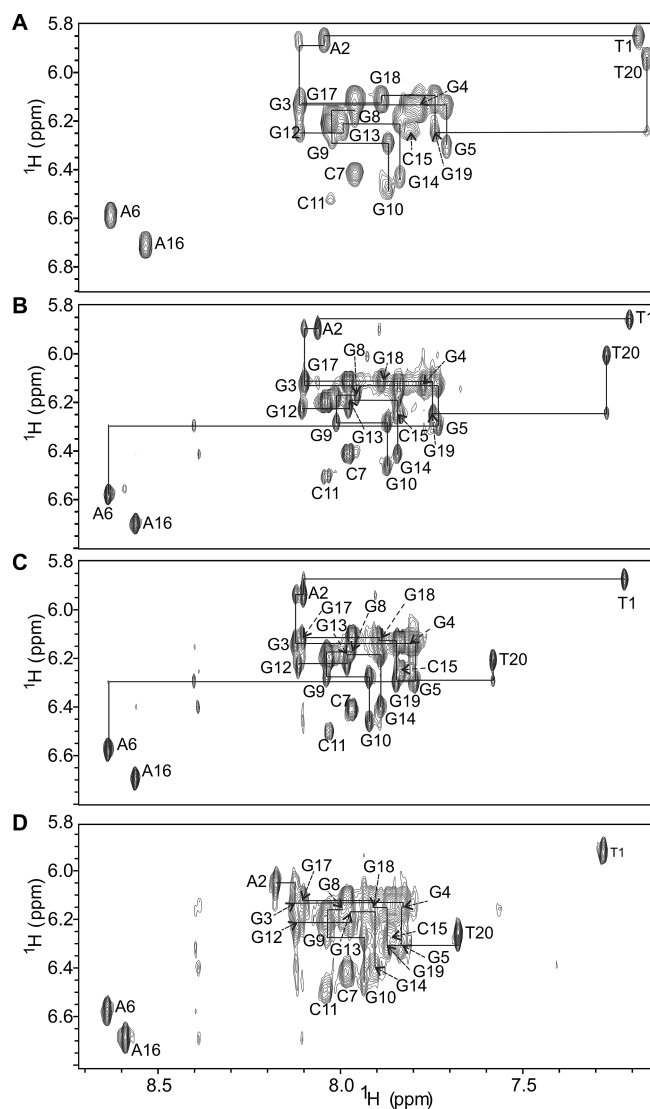 A
5.8
6.0
6.2
6.4
6.6
6.8
¹H (ppm)
A2
T1
T20
G18
G4
G3
G17
G8
G12
G13
G9
C15
G5
G19
C7
G14
G10
C11
A6
A16
B
5.8
6.0
6.2
6.4
6.6
6.8
¹H (ppm)
A2
T1
T20
G8
G18
G4
G17
G3
G12
G9
G13
C15
G5
G19
C7
G14
G10
C11
A6
A16
C
5.8
6.0
6.2
6.4
6.6
6.8
¹H (ppm)
A2
T1
G17
G8
G18
G13
G4
G3
T20
G12
C15
G9
C7
G19
G5
G14
G10
C11
A6
A16
D
5.8
6.0
6.2
6.4
6.6
6.8
¹H (ppm)
T1
A2
G17
G18
G8
G4
G3
C15
T20
G12
G9
G13
G5
G19
C7
G14
G10
C11
A6
A16
8.5
8.0
7.5
¹H (ppm)